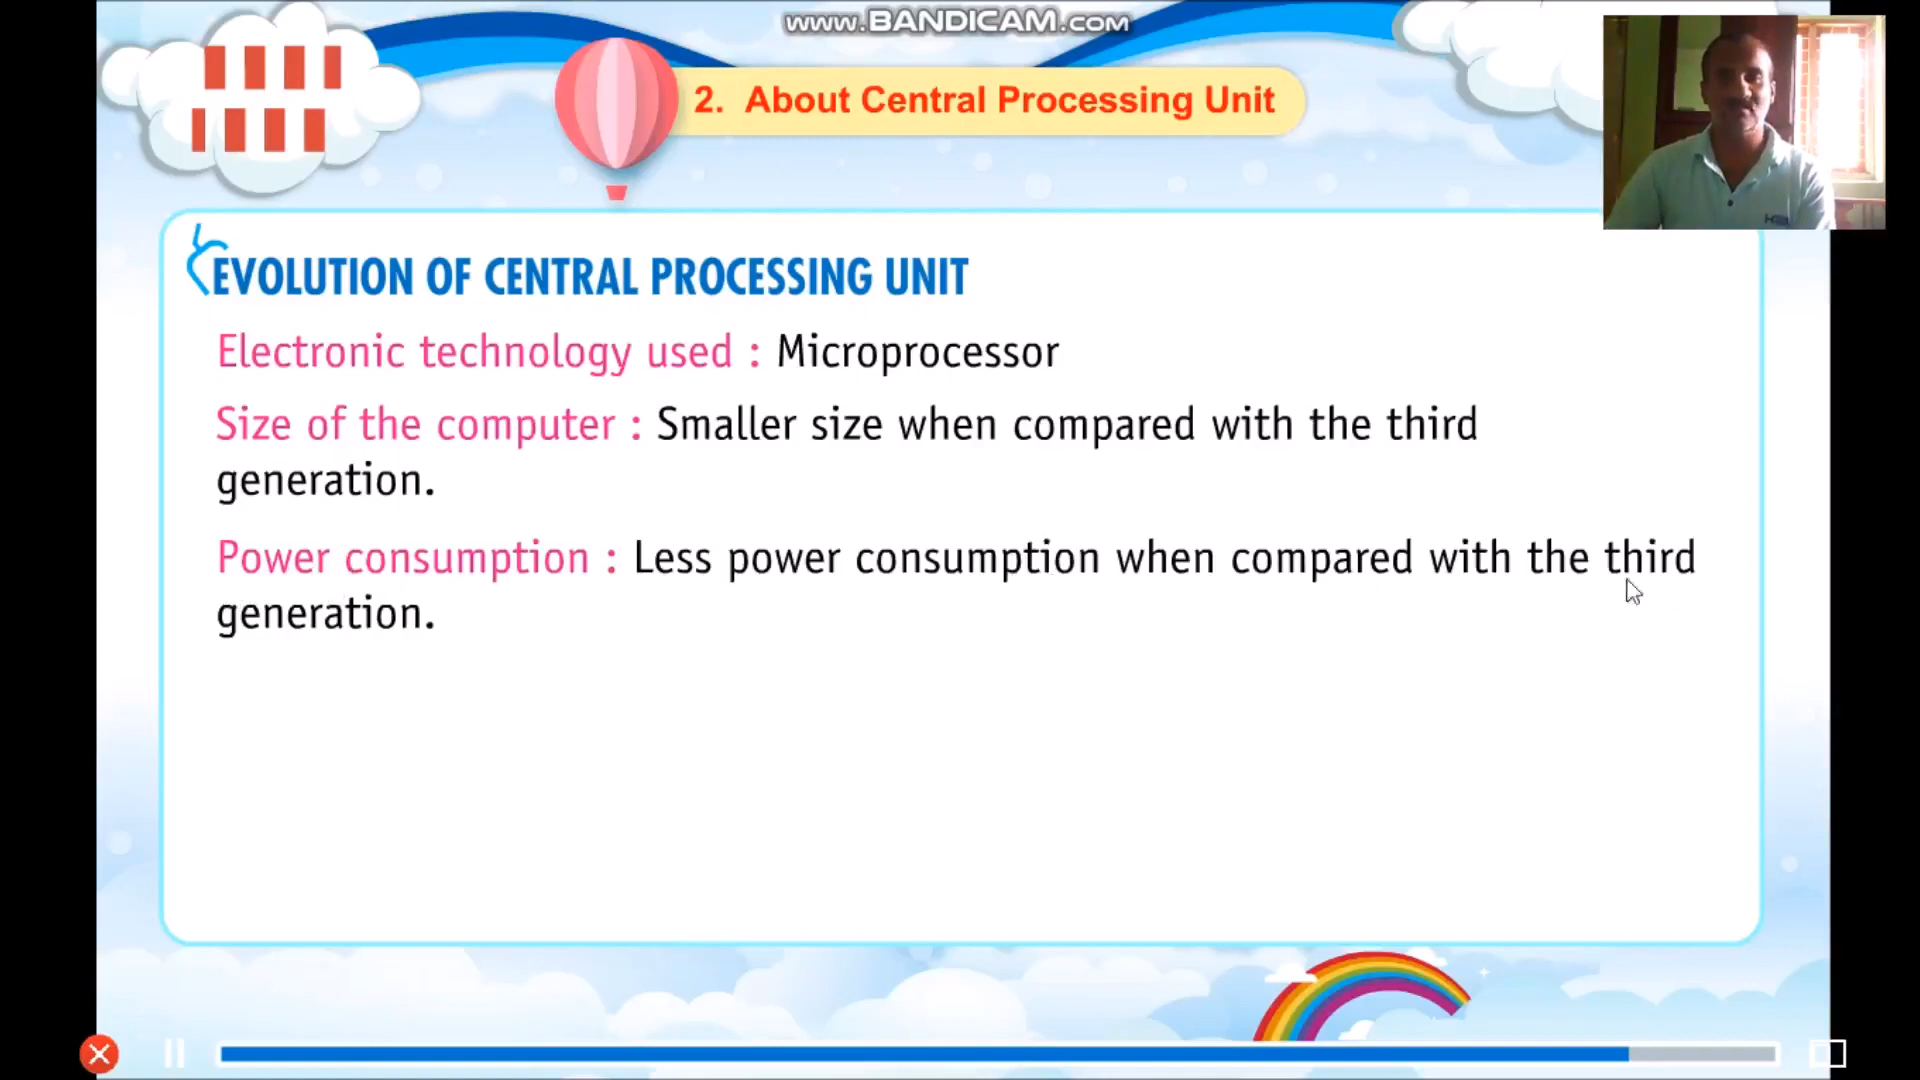 www.BANDICAM.com
2. About Central Processing Unit
EVOLUTION OF CENTRAL PROCESSING UNIT
Electronic technology used : Microprocessor
Size of the computer : Smaller size when compared with the third
generation.
Power consumption : Less power consumption when compared with the third
generation.